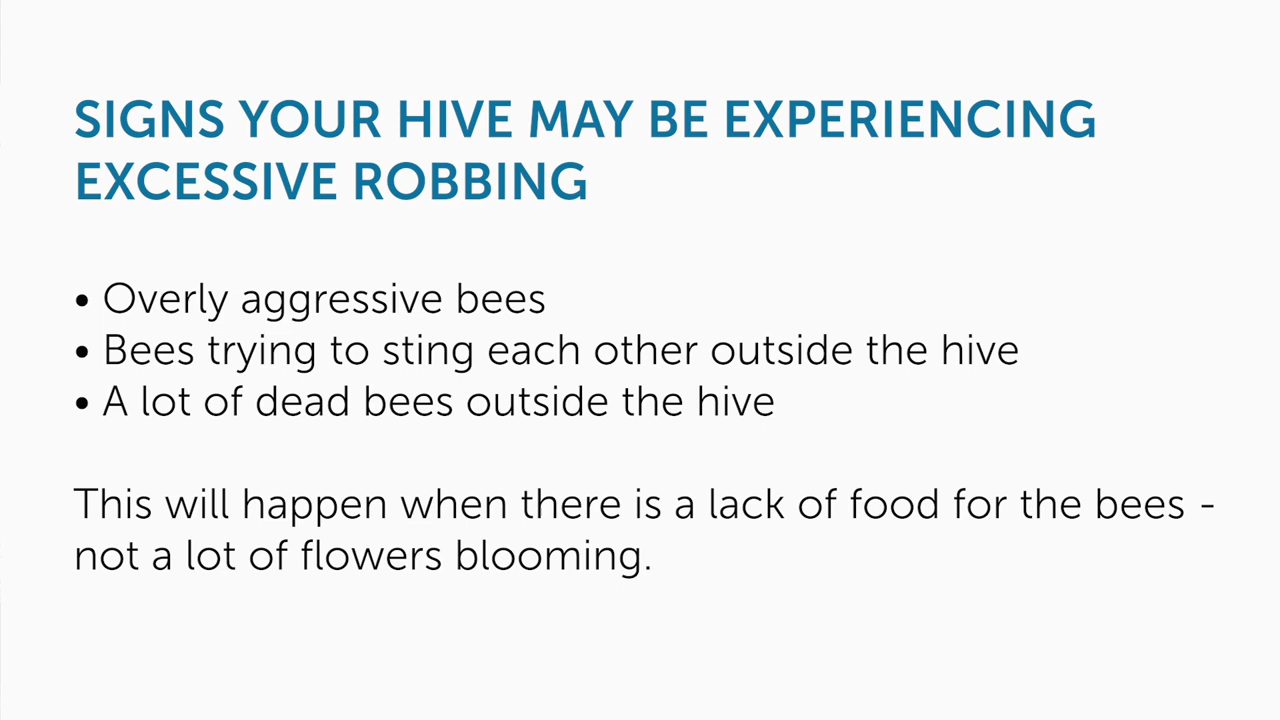 SIGNS YOUR HIVE MAY BE EXPERIENCING
EXCESSIVE ROBBING
• Overly aggressive bees
• Bees trying to sting each other outside the hive
• A lot of dead bees outside the hive
This will happen when there is a lack of food for the bees -
not a lot of flowers blooming.